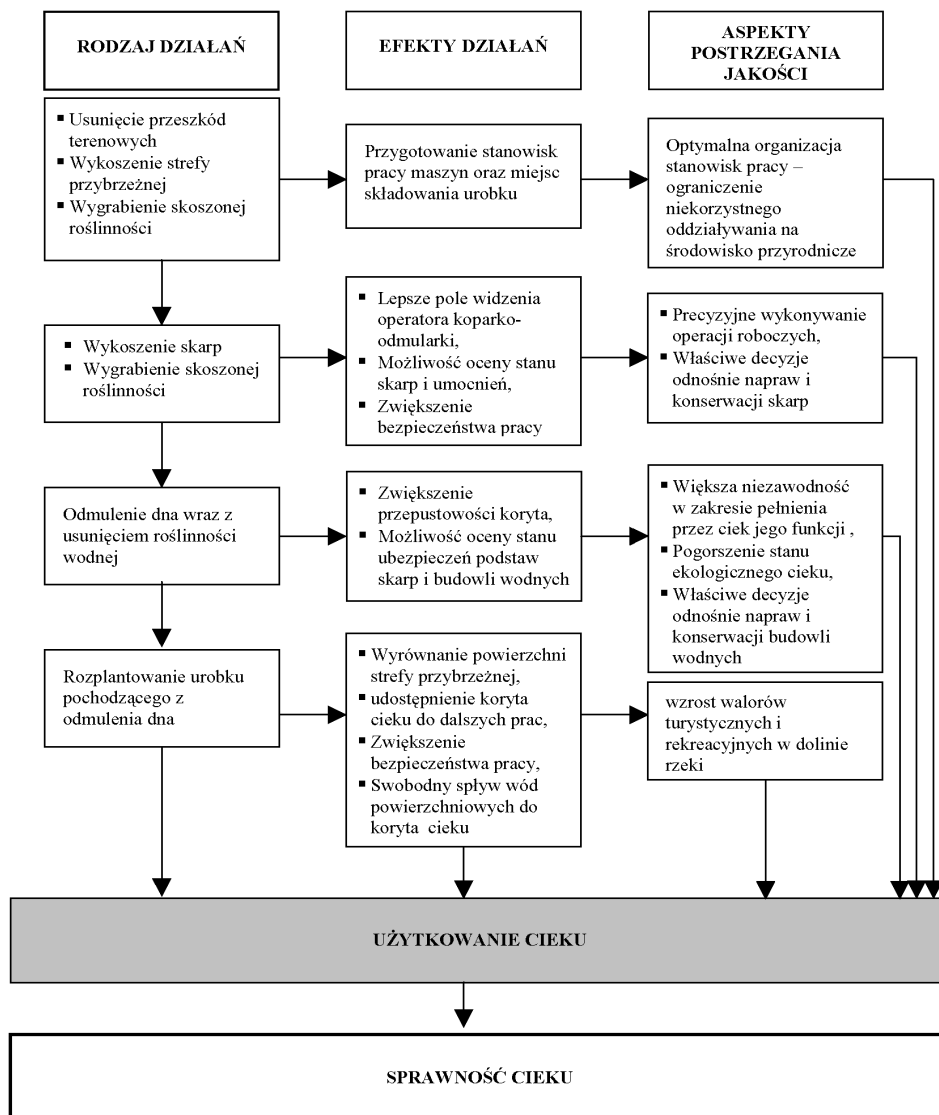 RODZAJ DZIAŁAŃ
EFEKTY DZIAŁAŃ
ASPEKTY
POSTRZEGANIA
JAKOŚCI
▪ Usunięcie przeszkód
terenowych
▪ Wykoszenie strefy
przybrzeżnej
▪ Wygrabienie skoszonej
roślinności
Przygotowanie stanowisk
pracy maszyn oraz miejsc
składowania urobku
Optymalna organizacja
stanowisk pracy –
ograniczenie
niekorzystnego
oddziaływania na
środowisko przyrodnicze
▪ Wykoszenie skarp
▪ Wygrabienie skoszonej
roślinności
▪ Lepsze pole widzenia
operatora koparko-
odmularki,
▪ Możliwość oceny stanu
skarp i umocnień,
▪ Zwiększenie
bezpieczeństwa pracy
▪ Precyzyjne wykonywanie
operacji roboczych,
▪ Właściwe decyzje
odnośnie napraw i
konserwacji skarp
Odmulenie dna wraz z
usunięciem roślinności
wodnej
▪ Zwiększenie
przepustowości koryta,
▪ Możliwość oceny stanu
ubezpieczeń podstaw
skarp i budowli wodnych
▪ Większa niezawodność
w zakresie pełnienia
przez ciek jego funkcji ,
▪ Pogorszenie stanu
ekologicznego cieku,
▪ Właściwe decyzje
odnośnie napraw i
konserwacji budowli
wodnych
Rozplantowanie urobku
pochodzącego z
odmulenia dna
▪ Wyrównanie powierzchni
strefy przybrzeżnej,
▪ udostępnienie koryta
cieku do dalszych prac,
▪ Zwiększenie
bezpieczeństwa pracy,
▪ Swobodny spływ wód
powierzchniowych do
koryta cieku
wzrost walorów
turystycznych i
rekreacyjnych w dolinie
rzeki
UŻYTKOWANIE CIEKU
SPRAWNOŚĆ CIEKU